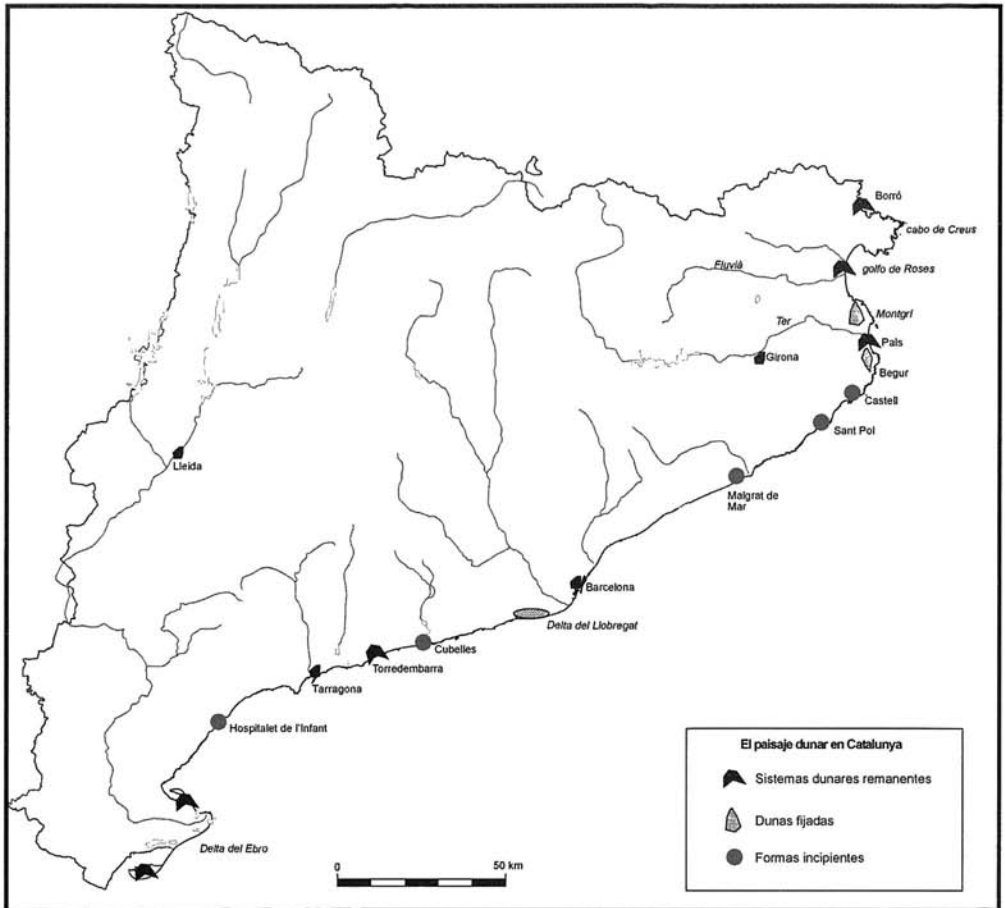 Borró
cabo de Creus
golfo de Roses
Fluvià
Montgrí
Ter
Pals
Girona
Begur
Castell
Sant Pol
Lleida
Malgrat de
Mar
Barcelona
Delta del Llobregat
Cubelles
Torredembarra
Tarragona
Hospitalet de l'Infant
Delta del Ebro
0
50 km
El paisaje dunar en Catalunya
Sistemas dunares remanentes
Dunas fijadas
Formas incipientes